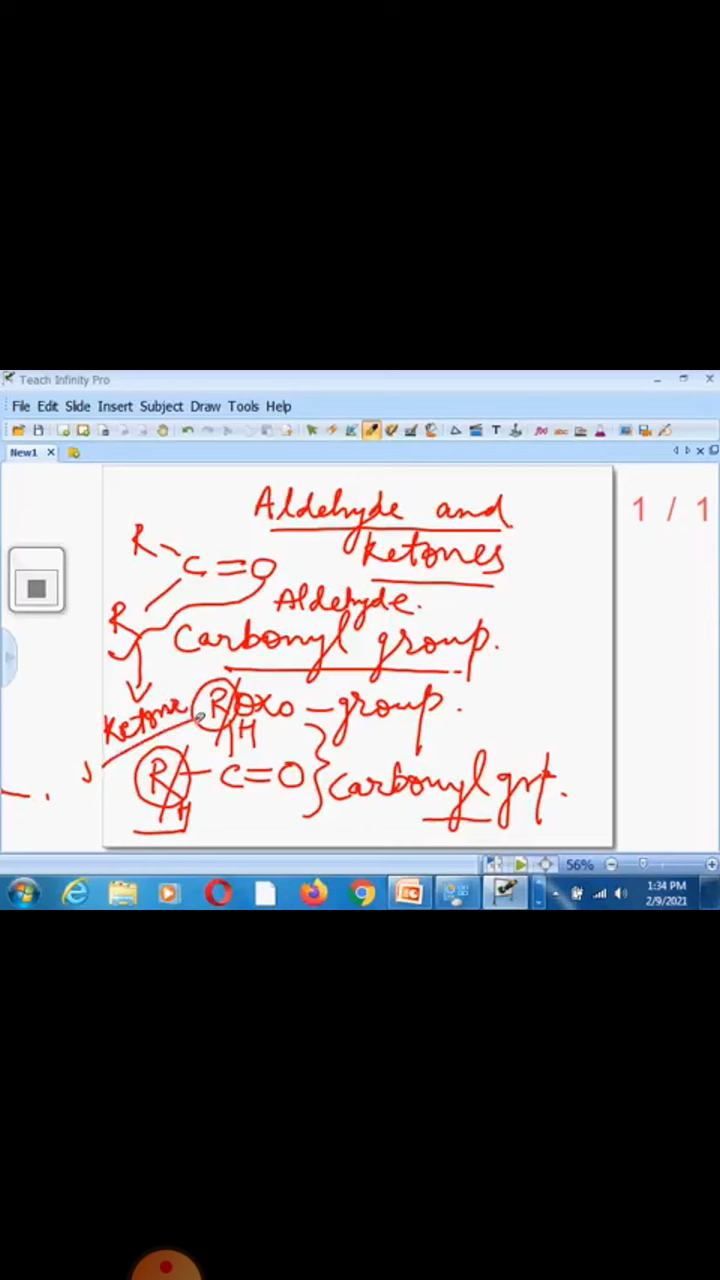 Teach Infinity Pro
File Edit Slide Insert Subject Draw Tools Help
New1
1 / 1
Aldehyde and
ketones
R
C=O
Aldehyde.
R
Carbonyl group.
Ketone
R oxo - group.
H
R - C=O } Carbonyl grp.
H
56%
1:34 PM
2/9/2021